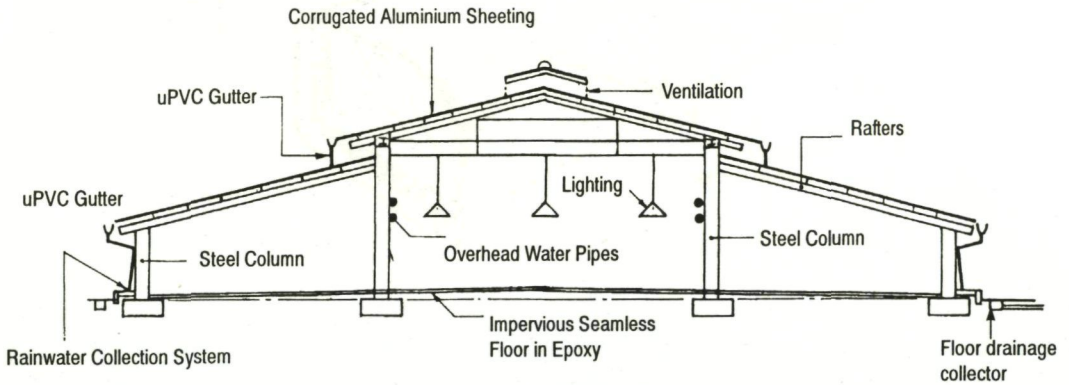 Corrugated Aluminium Sheeting
uPVC Gutter
Ventilation
Rafters
uPVC Gutter
Lighting
Steel Column
Overhead Water Pipes
Steel Column
Impervious Seamless
Floor in Epoxy
Rainwater Collection System
Floor drainage
collector